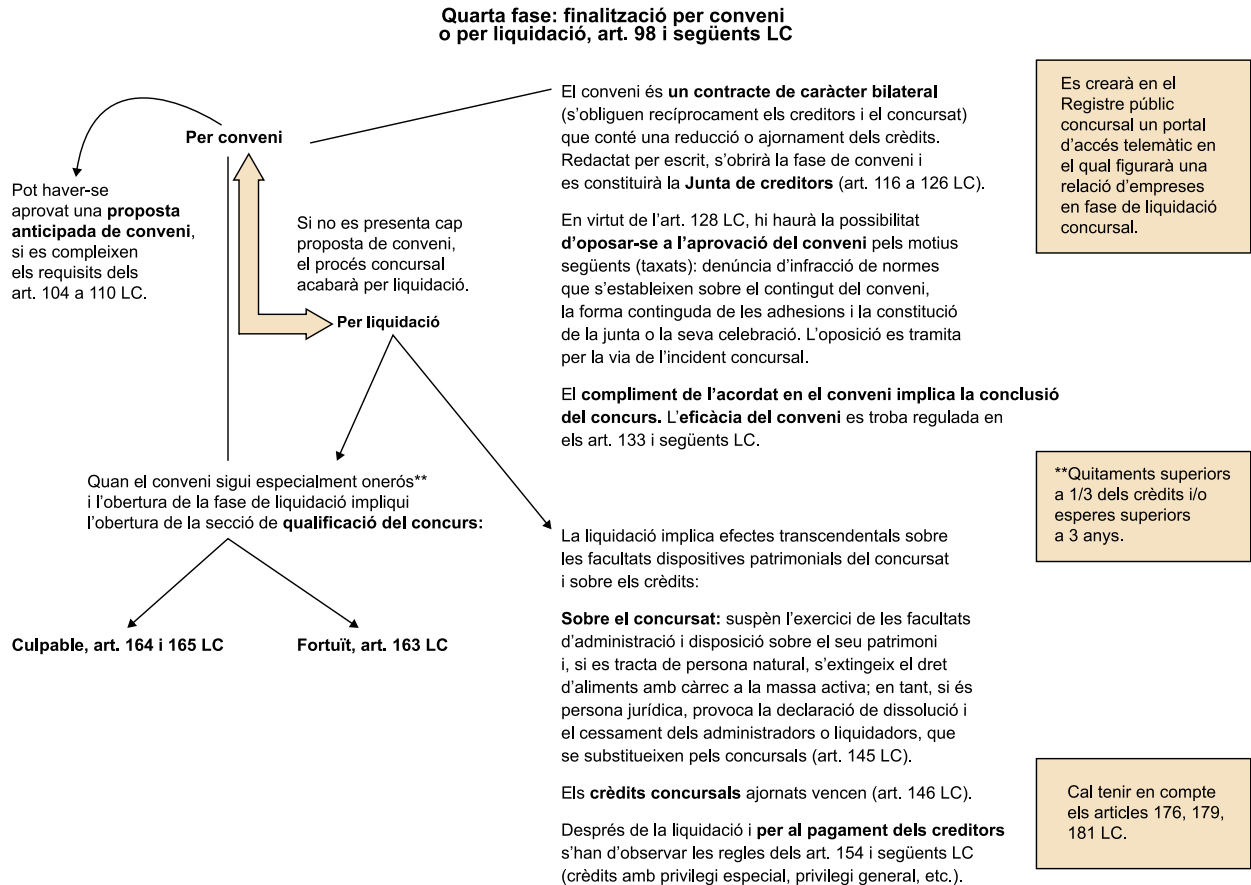 Quarta fase: finalització per conveni
o per liquidació, art. 98 i següents LC
Per conveni
Pot haver-se
aprovat una proposta
anticipada de conveni,
si es compleixen
els requisits dels
art. 104 a 110 LC.
Si no es presenta cap
proposta de conveni,
el procés concursal
acabarà per liquidació.
Per liquidació
Quan el conveni sigui especialment onerós**
i l’obertura de la fase de liquidació impliqui
l’obertura de la secció de qualificació del concurs:
Culpable, art. 164 i 165 LC
Fortuït, art. 163 LC
El conveni és un contracte de caràcter bilateral
(s’obliguen recíprocament els creditors i el concursat)
que conté una reducció o ajornament dels crèdits.
Redactat per escrit, s’obrirà la fase de conveni i
es constituirà la Junta de creditors (art. 116 a 126 LC).
En virtut de l’art. 128 LC, hi haurà la possibilitat
d’oposar-se a l’aprovació del conveni pels motius
següents (taxats): denúncia d’infracció de normes
que s’estableixen sobre el contingut del conveni,
la forma continguda de les adhesions i la constitució
de la junta o la seva celebració. L’oposició es tramita
per la via de l’incident concursal.
El compliment de l’acordat en el conveni implica la conclusió
del concurs. L’eficàcia del conveni es troba regulada en
els art. 133 i següents LC.
La liquidació implica efectes transcendentals sobre
les facultats dispositives patrimonials del concursat
i sobre els crèdits:
Sobre el concursat: suspèn l’exercici de les facultats
d’administració i disposició sobre el seu patrimoni
i, si es tracta de persona natural, s’extingeix el dret
d’aliments amb càrrec a la massa activa; en tant, si és
persona jurídica, provoca la declaració de dissolució i
el cessament dels administradors o liquidadors, que
se substitueixen pels concursals (art. 145 LC).
Els crèdits concursals ajornats vencen (art. 146 LC).
Després de la liquidació i per al pagament dels creditors
s’han d’observar les regles dels art. 154 i següents LC
(crèdits amb privilegi especial, privilegi general, etc.).
Es crearà en el
Registre públic
concursal un portal
d’accés telemàtic en
el qual figurarà una
relació d’empreses
en fase de liquidació
concursal.
**Quitaments superiors
a 1/3 dels crèdits i/o
esperes superiors
a 3 anys.
Cal tenir en compte
els articles 176, 179,
181 LC.